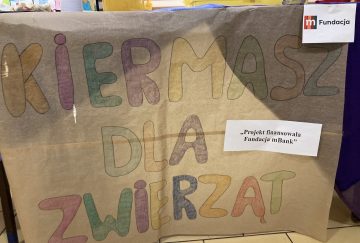 m Fundacja
KIERMASZ
DLA
„Projekt finansowała
Fundacja mBank"
ZWIERZĄT